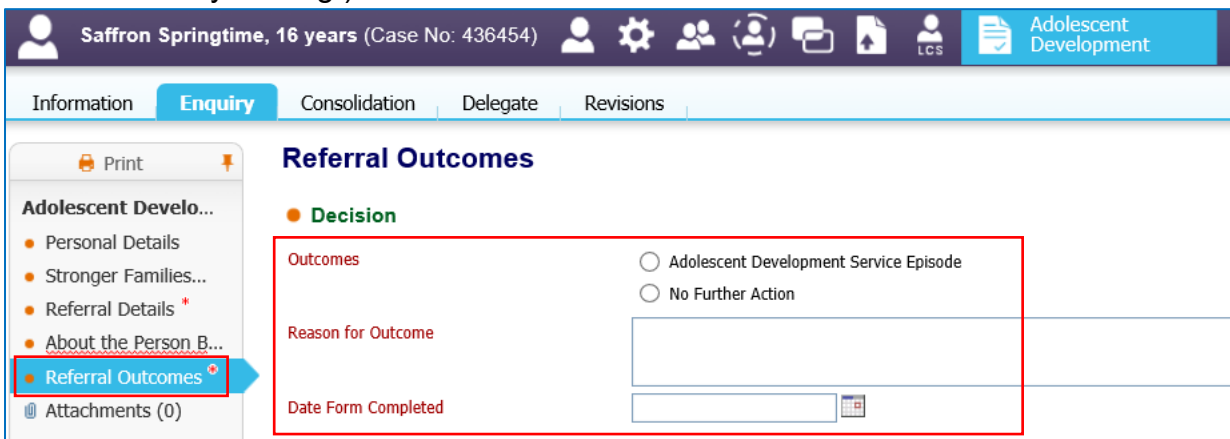 Saffron Springtime, 16 years (Case No: 436454)
LCS
Adolescent
Development
Information Enquiry Consolidation Delegate Revisions
Print
Referral Outcomes
Adolescent Develo...
Decision
Personal Details
Outcomes
Adolescent Development Service Episode
Stronger Families...
No Further Action
Referral Details *
Reason for Outcome
About the Person B...
Referral Outcomes *
Attachments (0)
Date Form Completed